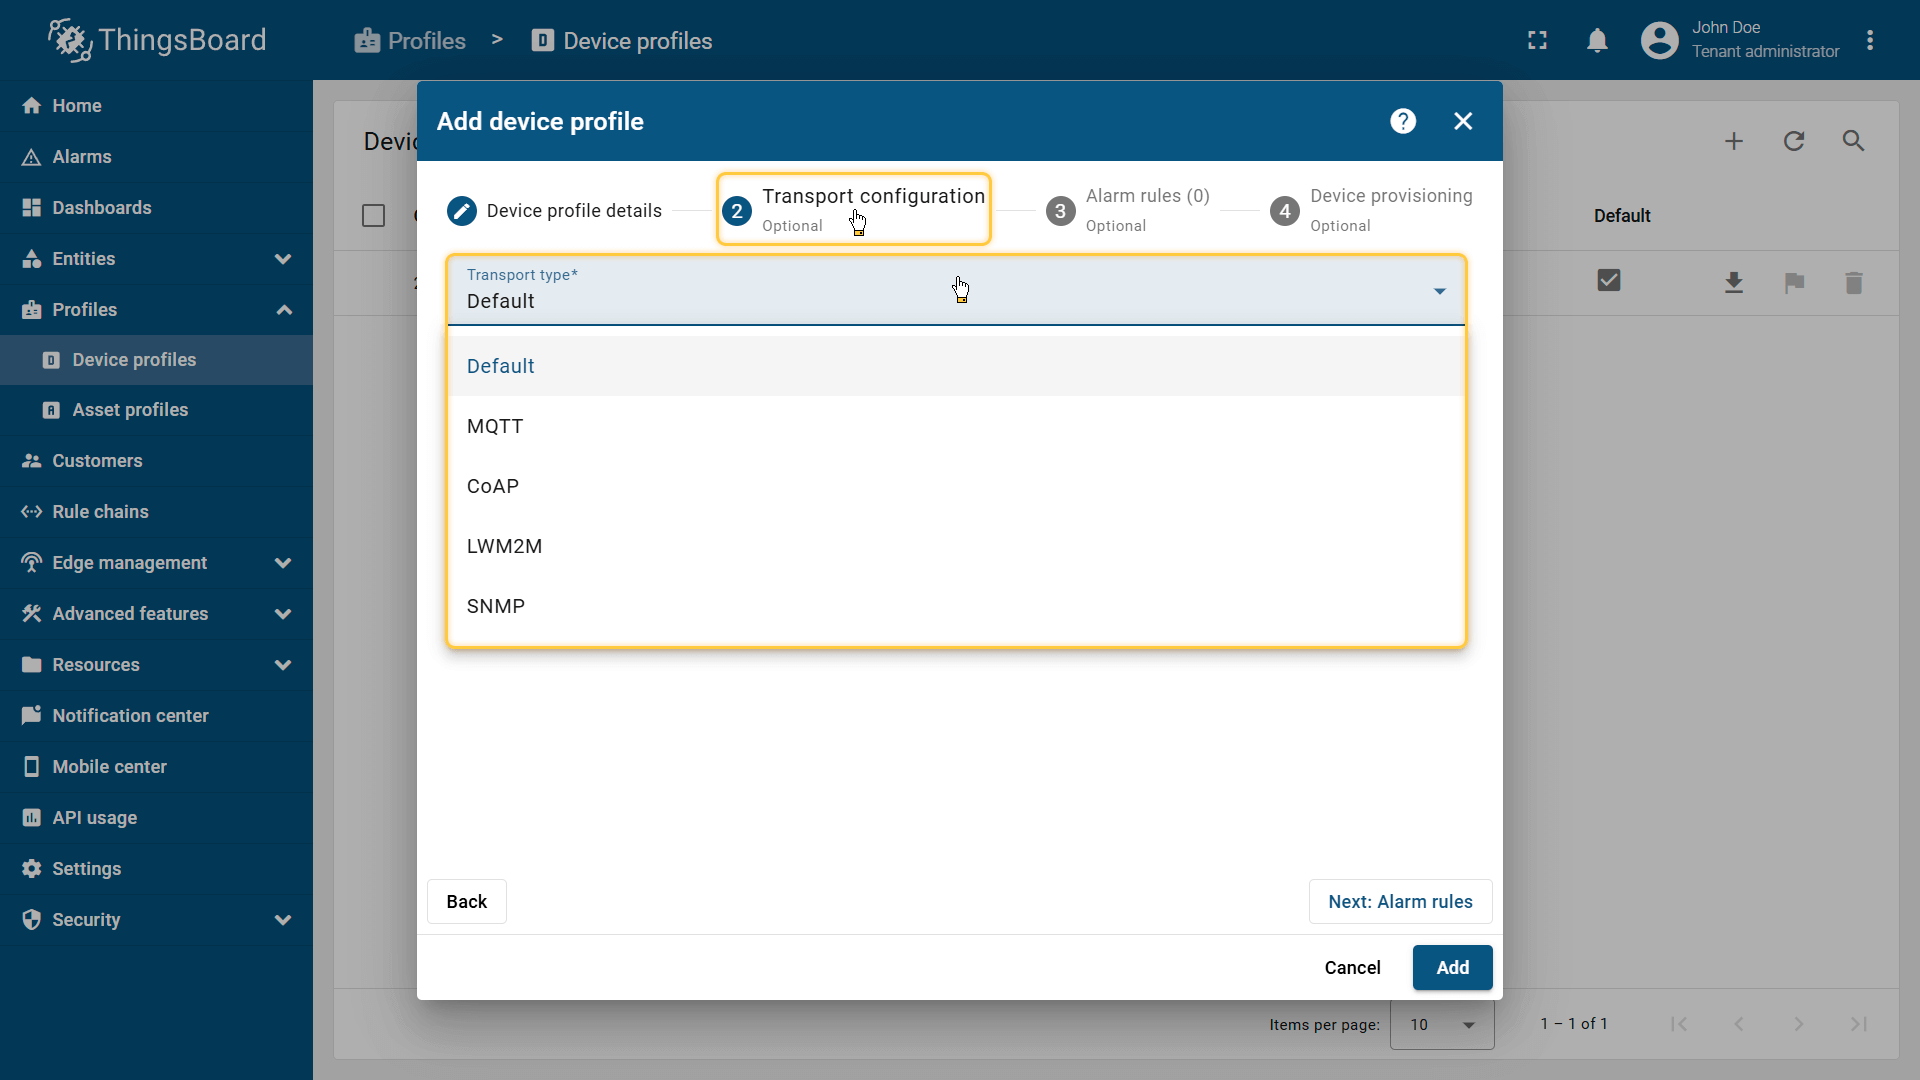 ThingsBoard
Profiles > Device profiles
John Doe
Tenant administrator
Home
Alarms
Dashboards
Entities
Profiles
Device profiles
Asset profiles
Customers
Rule chains
Edge management
Advanced features
Resources
Notification center
Mobile center
API usage
Settings
Security
Add device profile
Device profile details
2 Transport configuration
Optional
3 Alarm rules (0)
Optional
4 Device provisioning
Optional
Default
Transport type*
Default
Default
MQTT
CoAP
LWM2M
SNMP
Back
Next: Alarm rules
Cancel
Add
Items per page: 10
1 – 1 of 1